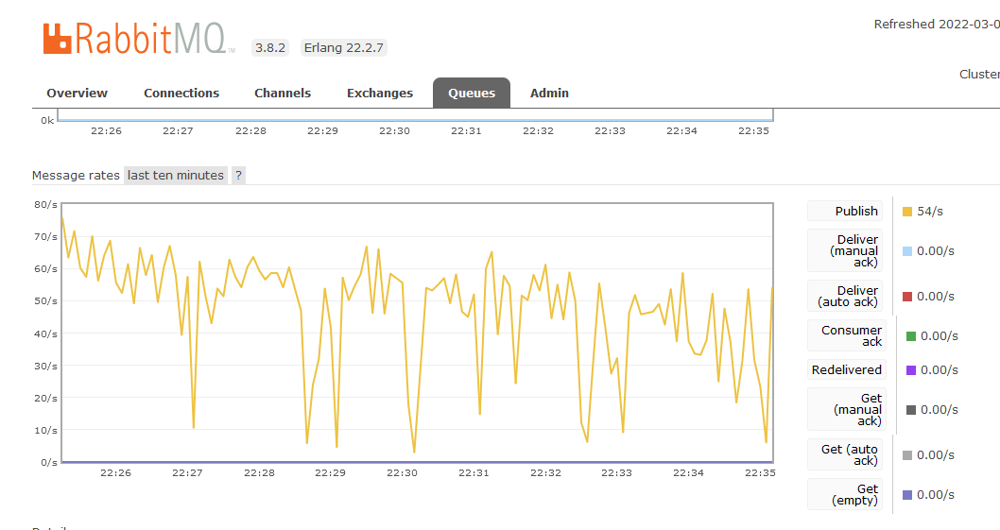 Refreshed 2022-03-0
RabbitMQ TM 3.8.2 Erlang 22.2.7
Cluster
Overview Connections Channels Exchanges Queues Admin
0k
22:26 22:27 22:28 22:29 22:30 22:31 22:32 22:33 22:34 22:35
Message rates last ten minutes ?
80/s
70/s
60/s
50/s
40/s
30/s
20/s
10/s
0/s
22:26 22:27 22:28 22:29 22:30 22:31 22:32 22:33 22:34 22:35
Publish 54/s
Deliver
(manual 0.00/s
ack)
Deliver
(auto ack) 0.00/s
Consumer
ack 0.00/s
Redelivered 0.00/s
Get
(manual 0.00/s
ack)
Get (auto
ack) 0.00/s
Get
(empty) 0.00/s